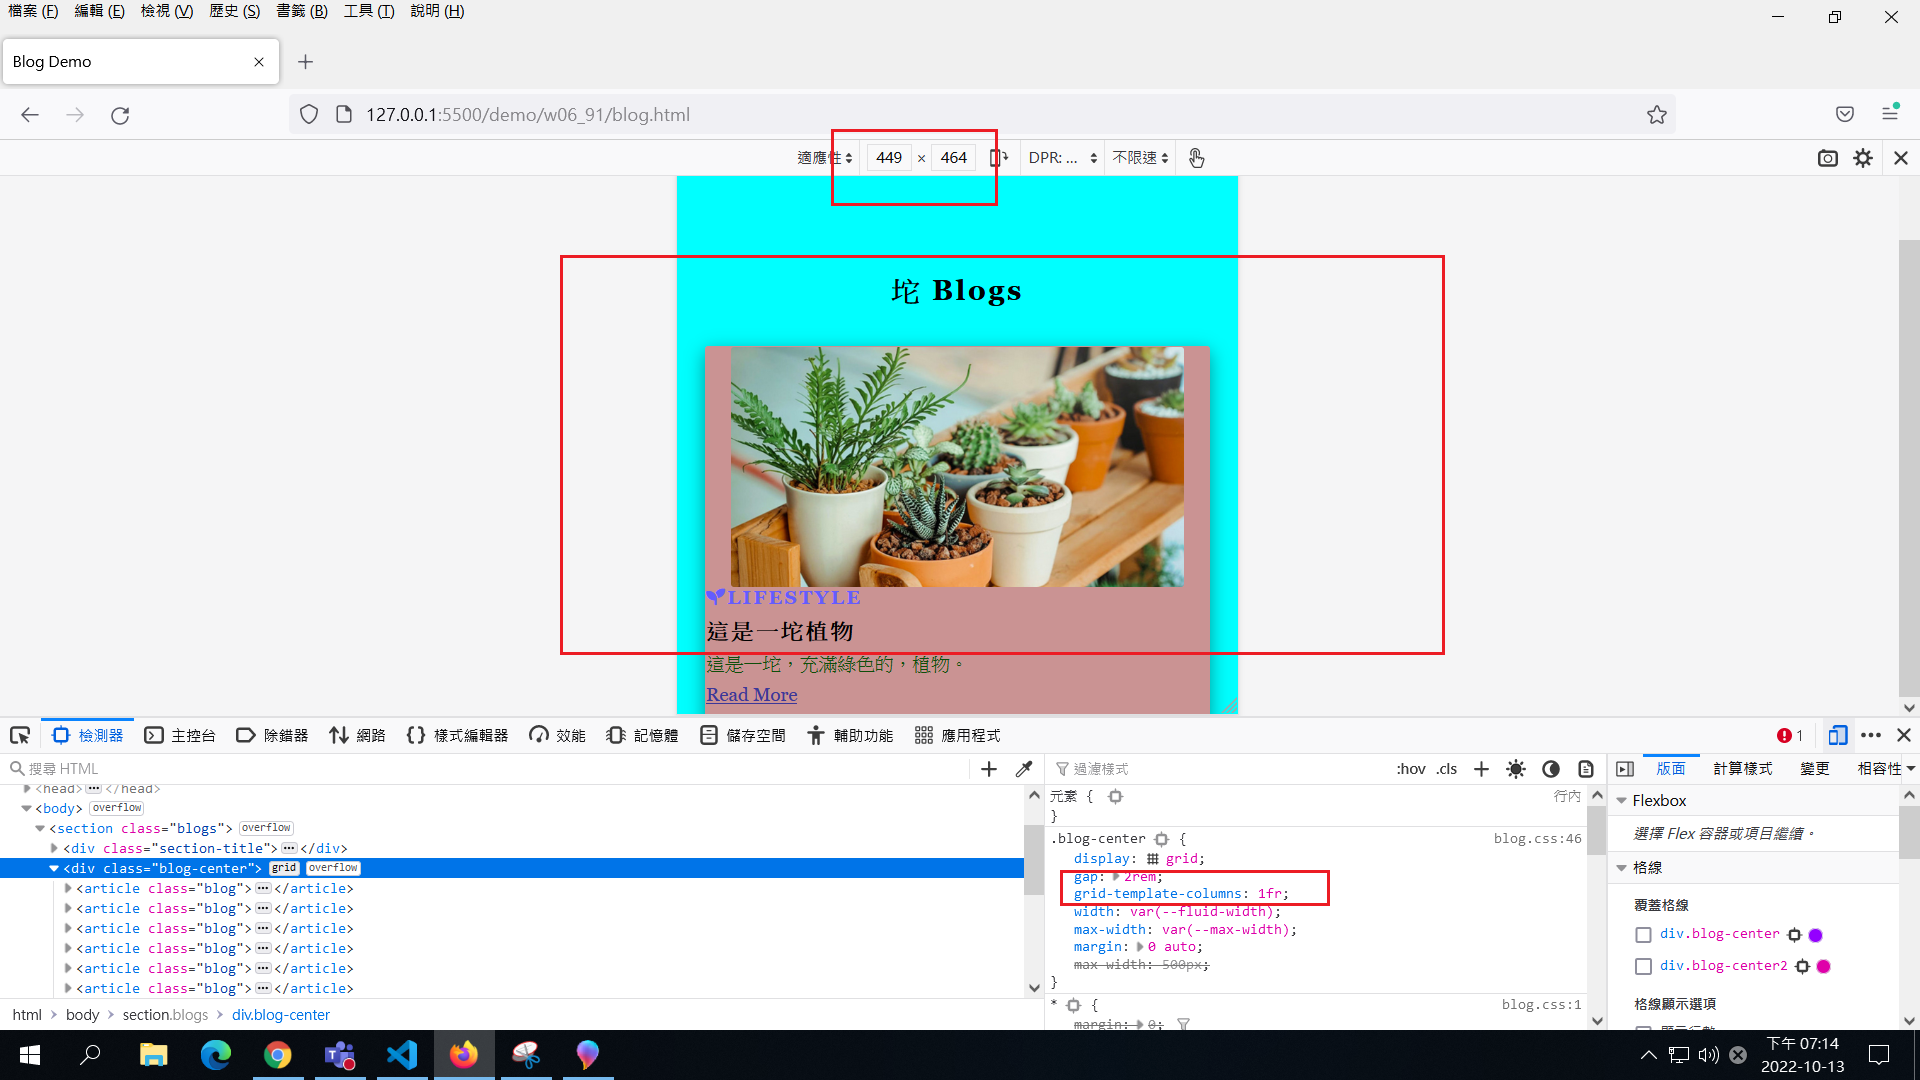 檔案 (F) 編輯 (E) 檢視 (V) 歷史 (S) 書籤 (B) 工具 (T) 說明 (H)
Blog Demo
127.0.0.1:5500/demo/w06_91/blog.html
適應性 449 × 464 DPR: ... 不限速
坨 Blogs
LIFESTYLE
這是一坨植物
這是一坨，充滿綠色的，植物。
Read More
檢測器 主控台 除錯器 網路 樣式編輯器 效能 記憶體 儲存空間 輔助功能 應用程式 1
搜尋 HTML
<head> ••• </head>
<body> overflow
<section class="blogs"> overflow
<div class="section-title"> ••• </div>
<div class="blog-center"> grid overflow
<article class="blog"> ••• </article>
<article class="blog"> ••• </article>
<article class="blog"> ••• </article>
<article class="blog"> ••• </article>
<article class="blog"> ••• </article>
<article class="blog"> ••• </article>
html > body > section.blogs > div.blog-center
過濾樣式 :hov .cls
元素 { 行內
}
.blog-center { blog.css:46
display: grid;
gap: 2rem;
grid-template-columns: 1fr;
width: var(--fluid-width);
max-width: var(--max-width);
margin: 0 auto;
max-width: 500px;
}
* { blog.css:1
margin: 0;
版面 計算樣式 變更 相容性
Flexbox
選擇 Flex 容器或項目繼續。
格線
覆蓋格線
div.blog-center
div.blog-center2
格線顯示選項
顯示行數
下午 07:14
2022-10-13